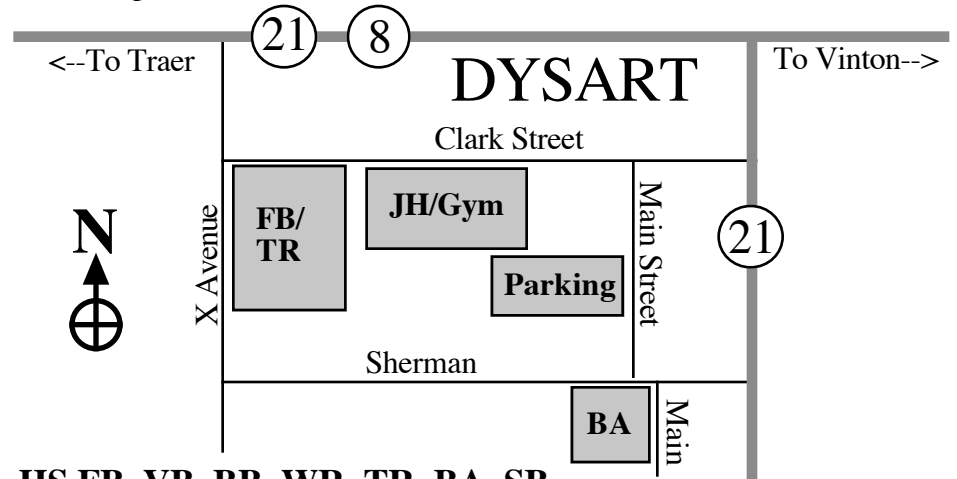 21
8
<--To Traer
To Vinton-->
DYSART
Clark Street
FB/
TR
JH/Gym
Main Street
N
X Avenue
21
Parking
Sherman
BA
Main